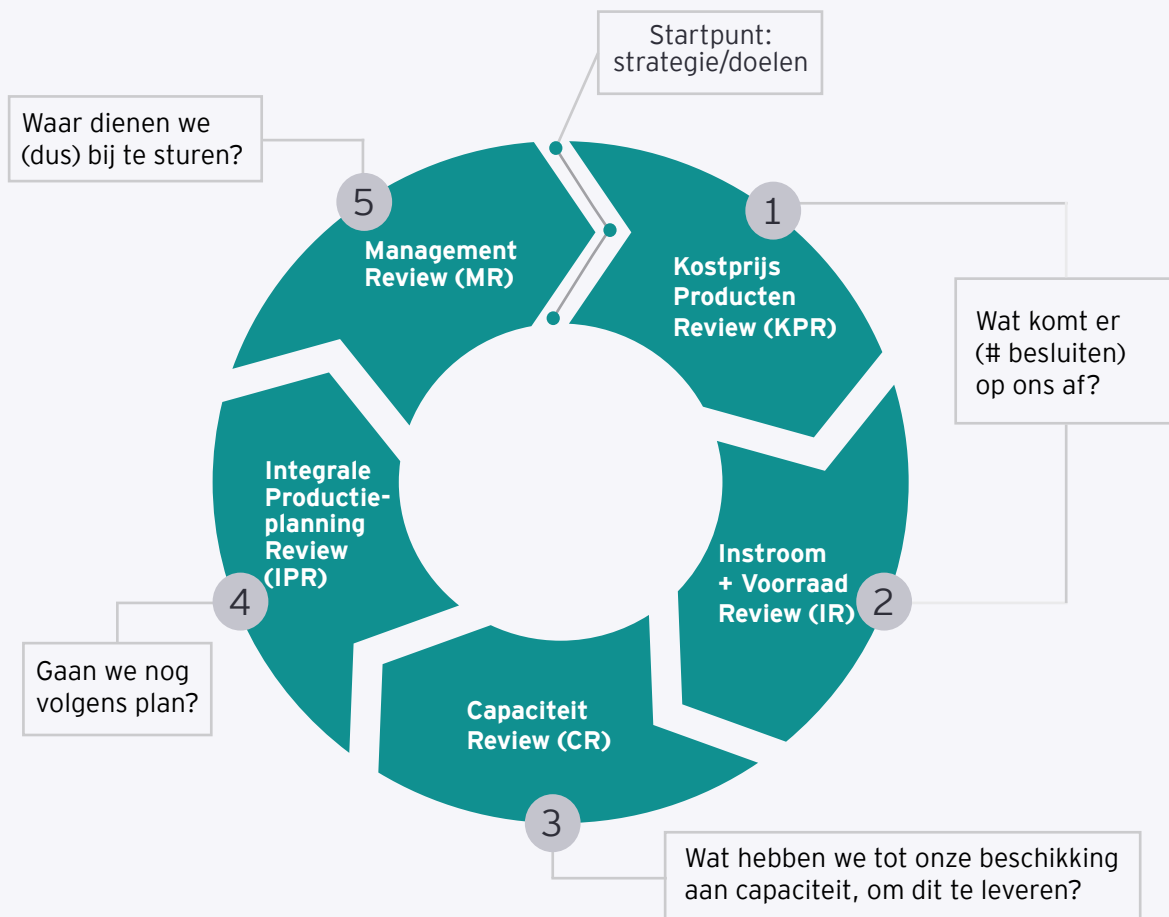 Startpunt:
strategie/doelen
Waar dienen we
(dus) bij te sturen?
5
Management
Review (MR)
1
Kostprijs
Producten
Review (KPR)
Wat komt er
(# besluiten)
op ons af?
Instroom
+ Voorraad
Review (IR)
2
Integrale
Productie-
planning
Review
(IPR)
4
Gaan we nog
volgens plan?
Capaciteit
Review (CR)
3
Wat hebben we tot onze beschikking
aan capaciteit, om dit te leveren?